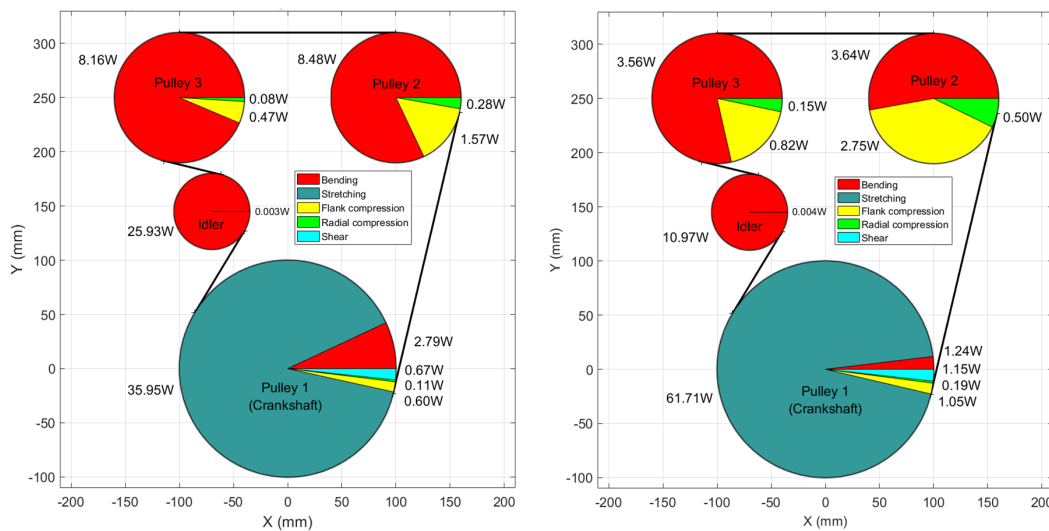 300
250
200
150
100
50
0
-50
-100
Y (mm)
-200
-150
-100
-50
0
50
100
150
200
X (mm)
8.16W
Pulley 3
0.08W
0.47W
8.48W
Pulley 2
0.28W
1.57W
Idler
0.003W
25.93W
Bending
Stretching
Flank compression
Radial compression
Shear
2.79W
0.67W
0.11W
0.60W
35.95W
Pulley 1
(Crankshaft)
300
250
200
150
100
50
0
-50
-100
Y (mm)
-200
-150
-100
-50
0
50
100
150
200
X (mm)
3.56W
Pulley 3
0.15W
0.82W
3.64W
Pulley 2
0.50W
2.75W
Idler
0.004W
10.97W
Bending
Stretching
Flank compression
Radial compression
Shear
1.24W
1.15W
0.19W
1.05W
61.71W
Pulley 1
(Crankshaft)